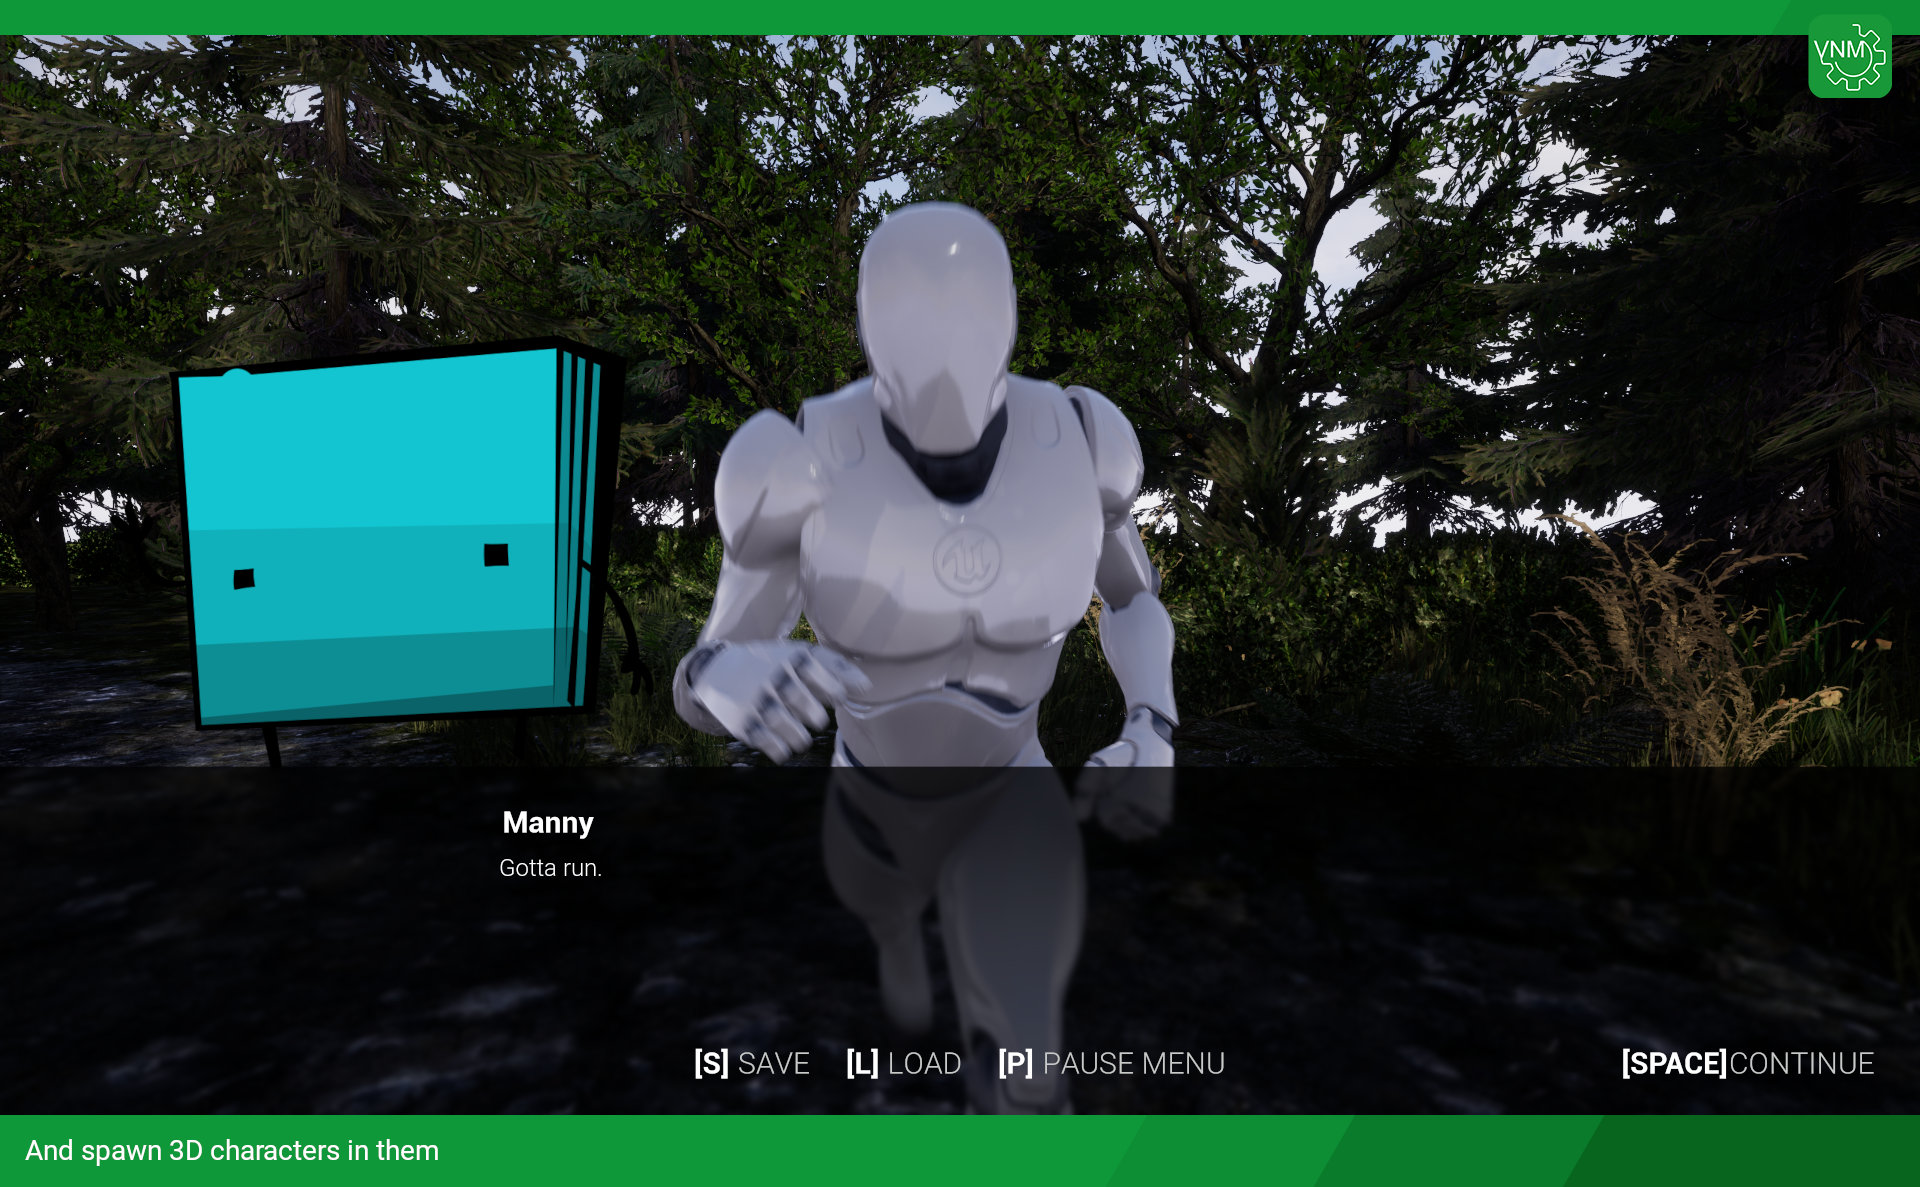 VNM
Manny
Gotta run.
[S] SAVE [L] LOAD [P] PAUSE MENU [SPACE]CONTINUE
And spawn 3D characters in them